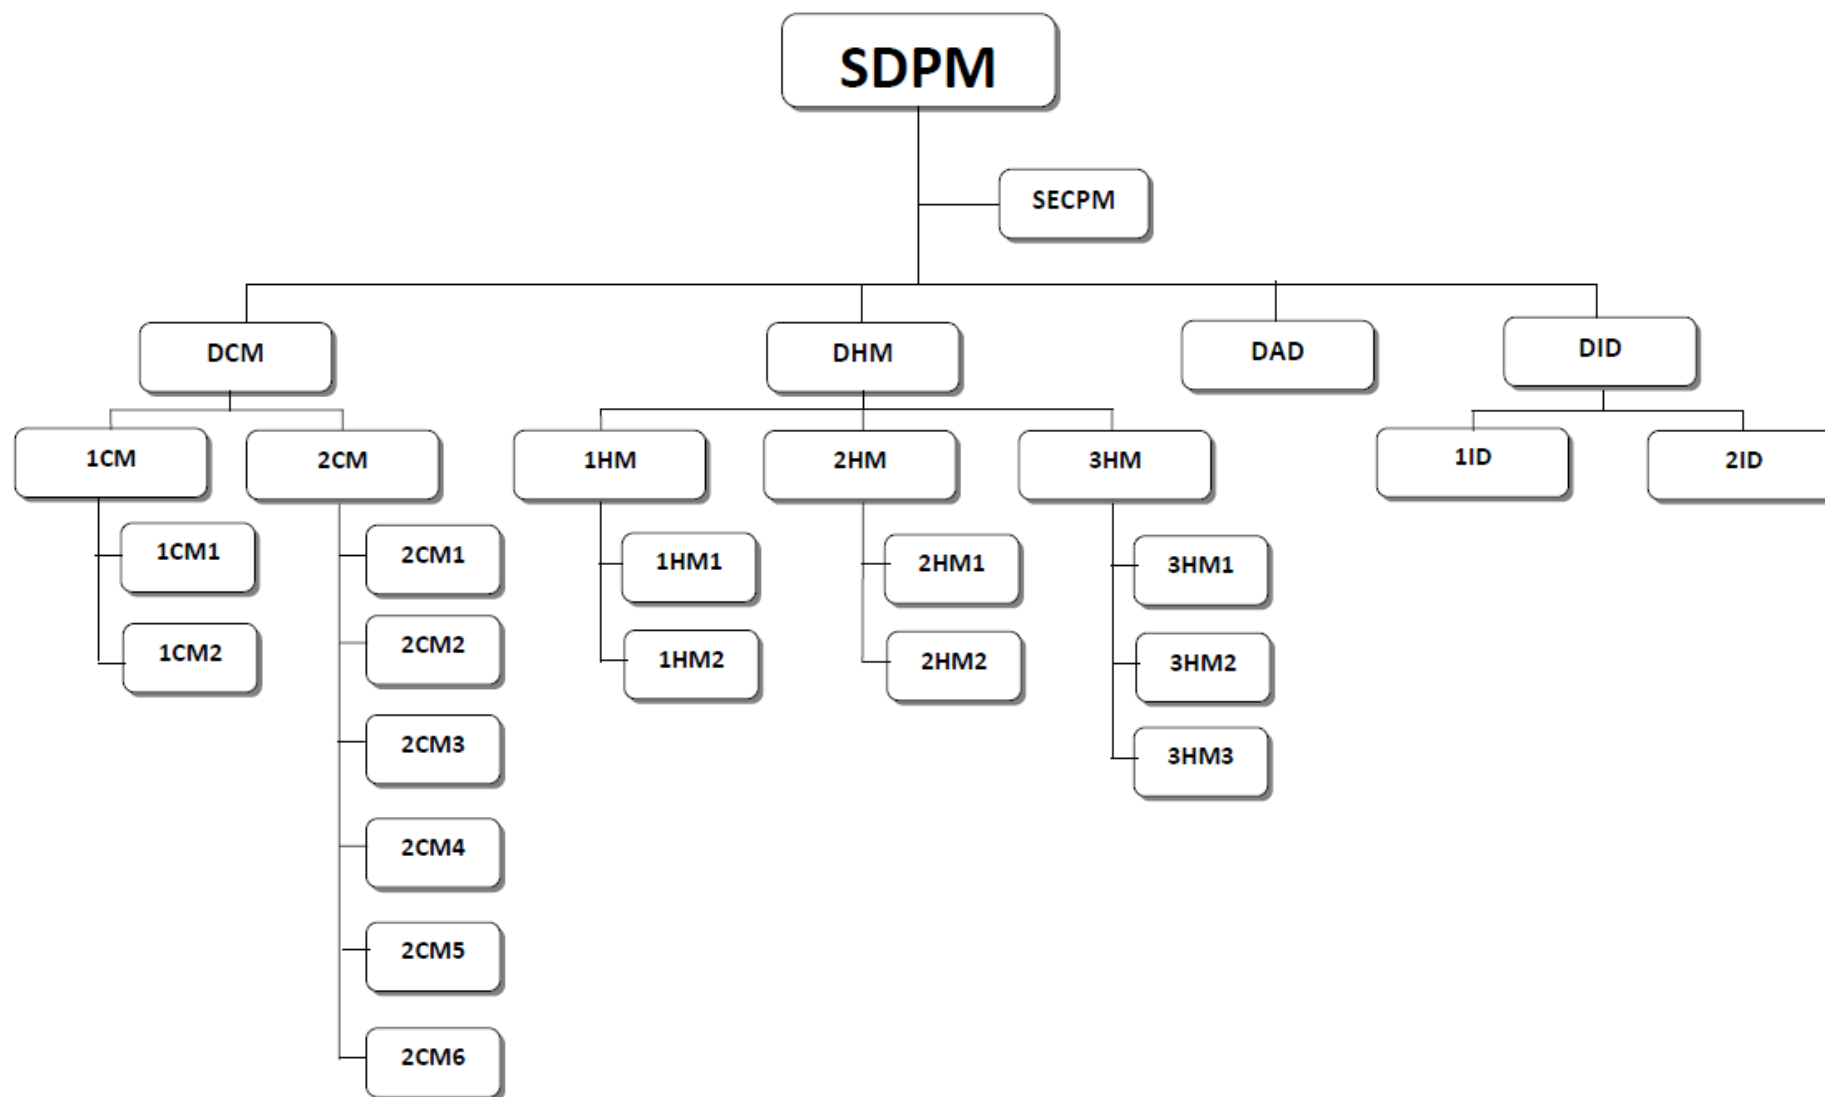 SDPM
SECPM
DCM
DHM
DAD
DID
1CM
2CM
1HM
2HM
3HM
1ID
2ID
1CM1
2CM1
1HM1
2HM1
3HM1
1CM2
2CM2
1HM2
2HM2
3HM2
2CM3
3HM3
2CM4
2CM5
2CM6